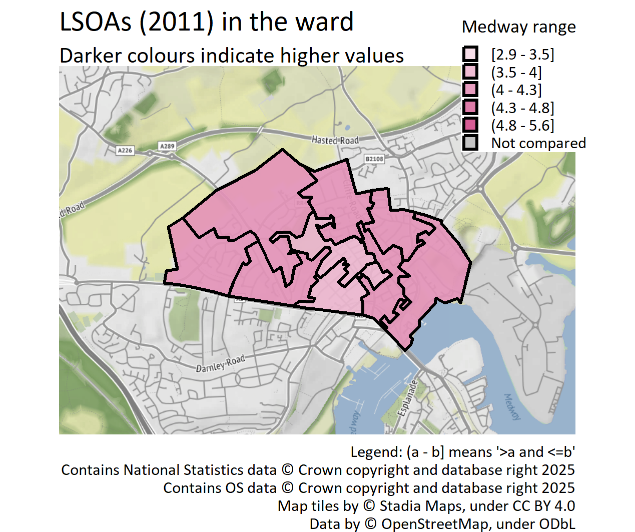 LSOAs (2011) in the ward
Darker colours indicate higher values
Medway range
[2.9 - 3.5]
(3.5 - 4]
(4 - 4.3]
(4.3 - 4.8]
(4.8 - 5.6]
Not compared
Hasted Road
A226
A289
B2108
d Road
Darnley Road
Esplanade
Medway
dway
Legend: (a - b] means '>a and <=b'
Contains National Statistics data © Crown copyright and database right 2025
Contains OS data © Crown copyright and database right 2025
Map tiles by © Stadia Maps, under CC BY 4.0
Data by © OpenStreetMap, under ODbL